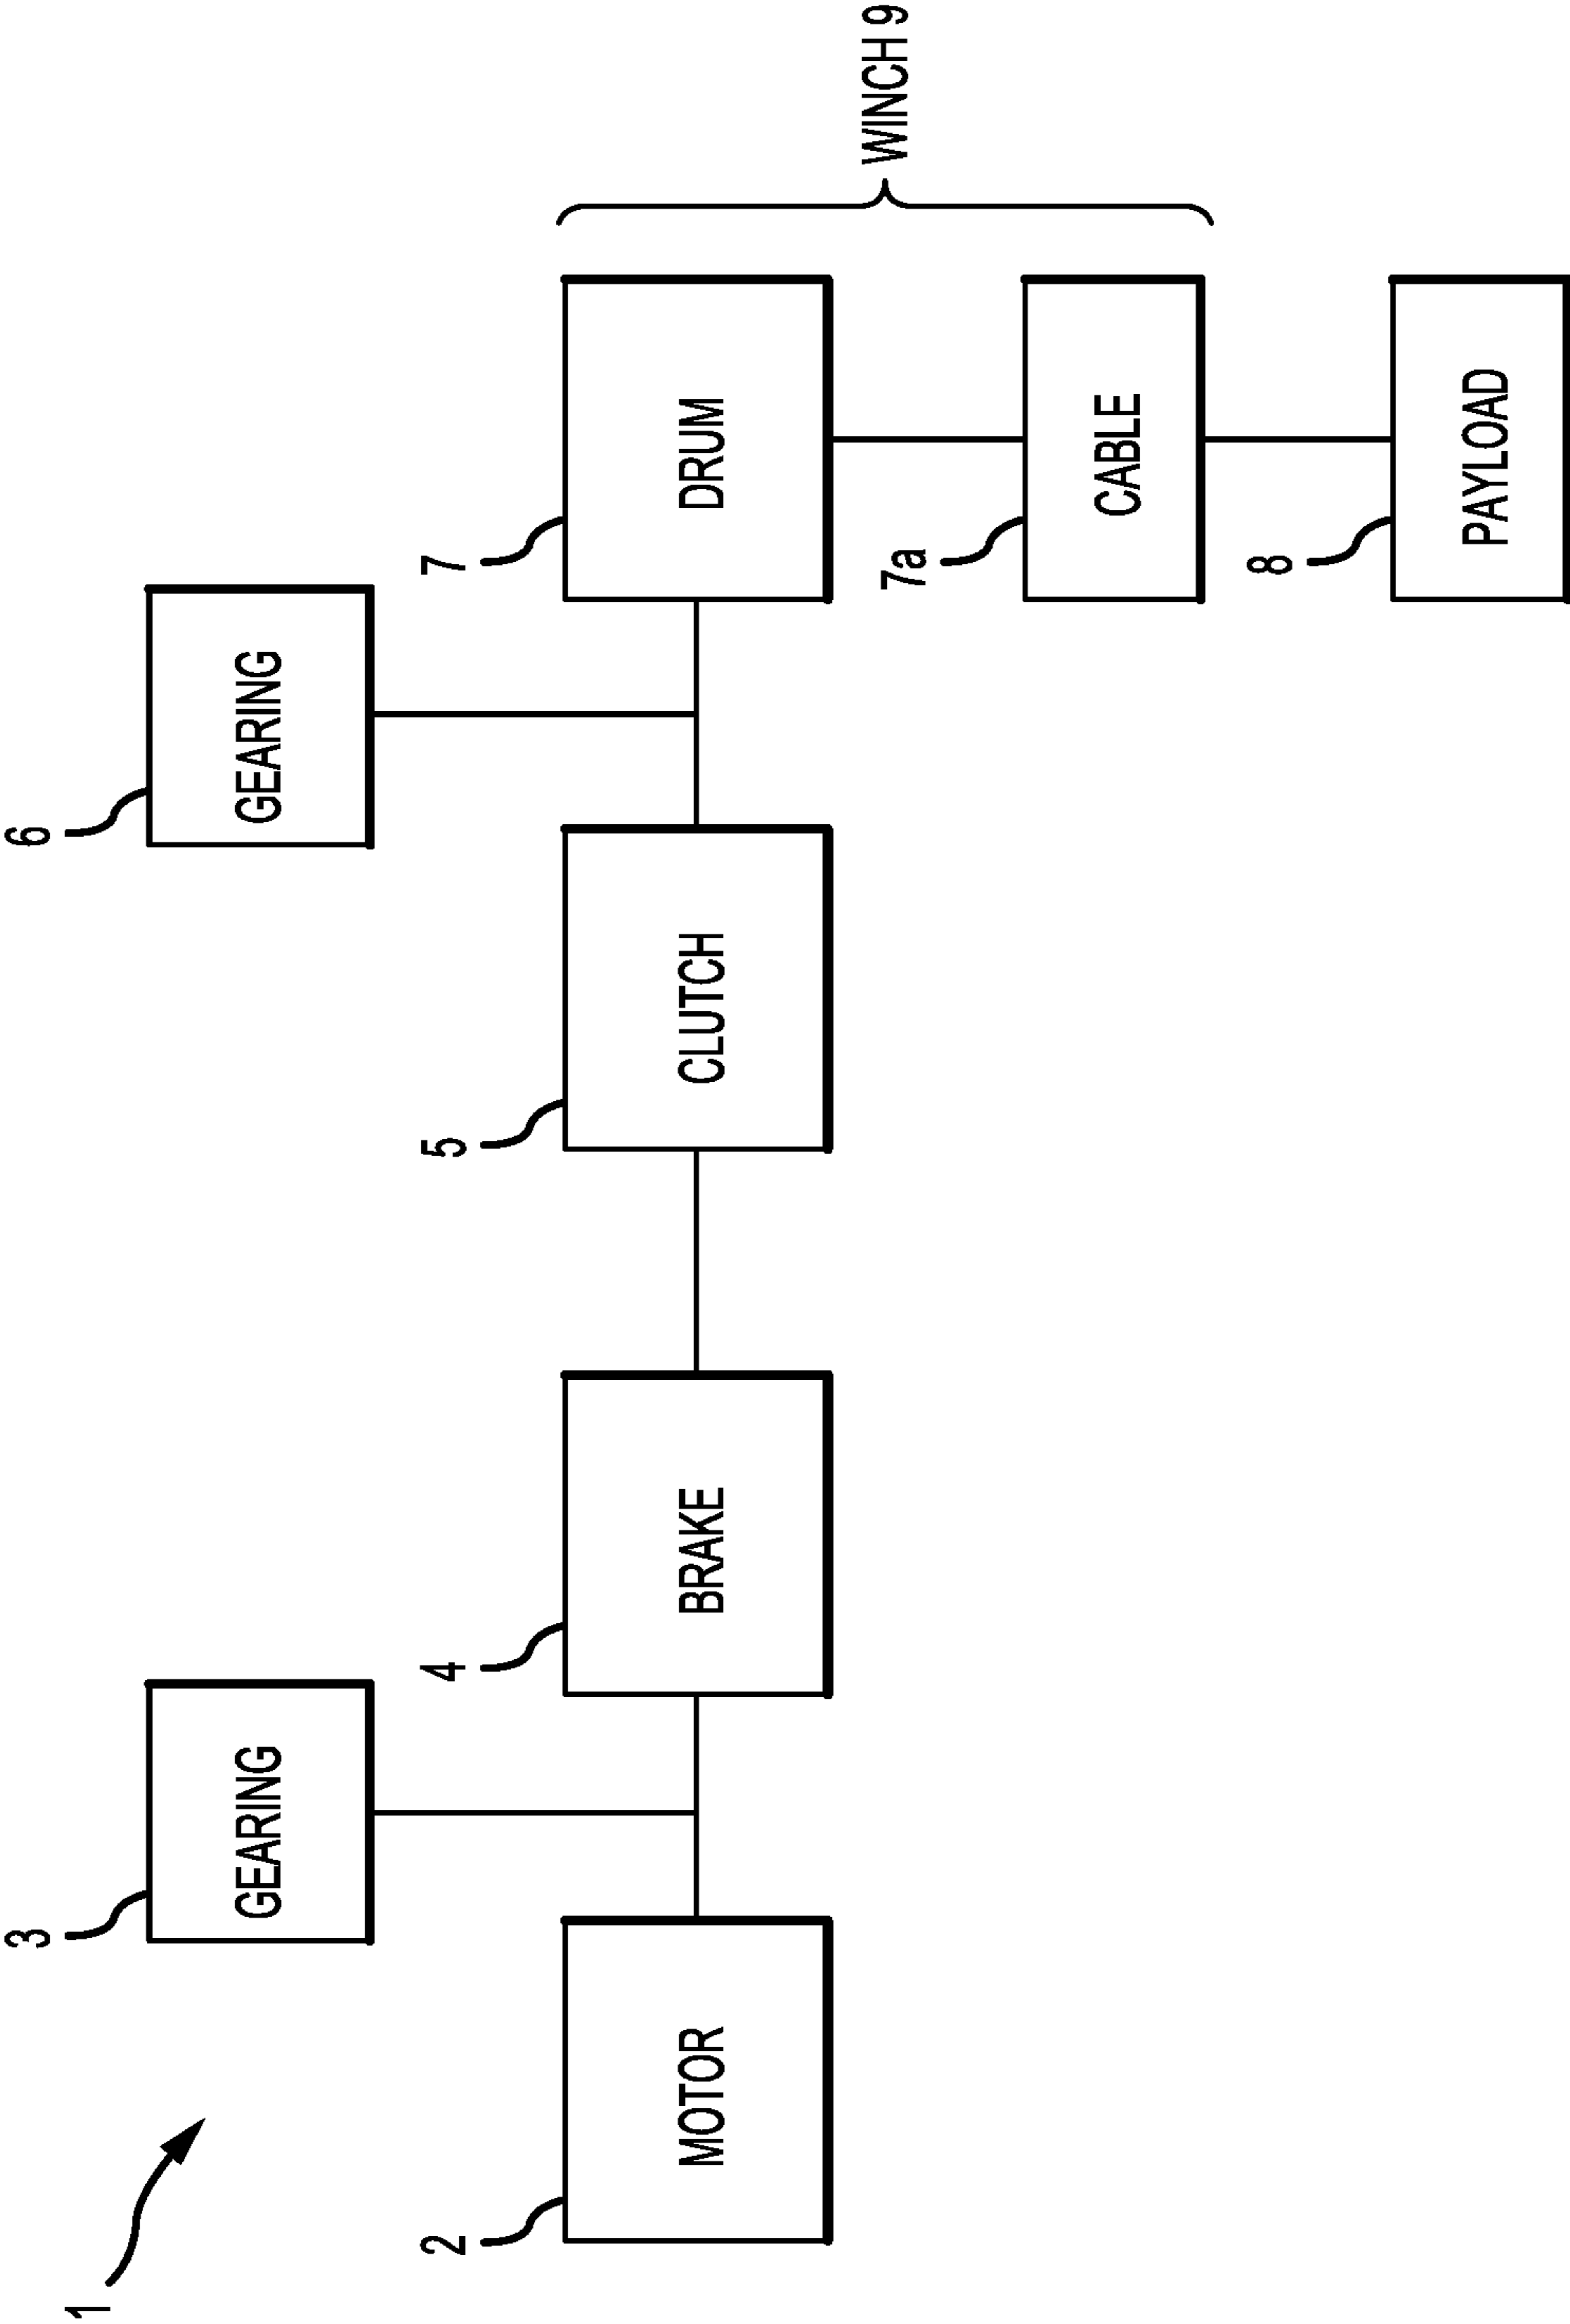 1
3
GEARING
6
GEARING
2
MOTOR
4
BRAKE
5
CLUTCH
7
DRUM
WINCH 9
7a
CABLE
8
PAYLOAD